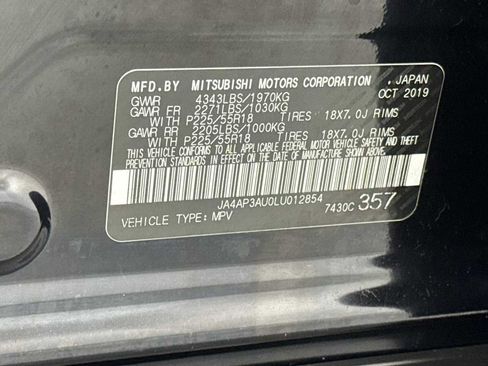 MFD.BY MITSUBISHI MOTORS CORPORATION , JAPAN
GVWR 4343LBS/1970KG OCT 2019
GAWR FR 2271LBS/1030KG
WITH P225/55R18 TIRES 18X7.0J RIMS
GAWR RR 2205LBS/1000KG
WITH P225/55R18 TIRES 18X7.0J RIMS
THIS VEHICLE CONFORMS TO ALL APPLICABLE FEDERAL MOTOR VEHICLE SAFETY AND THEFT
PREVENTION STANDARDS IN EFFECT ON THE DATE OF MANUFACTURE SHOWN ABOVE.
JA4AP3AU0LU012854
VEHICLE TYPE: MPV 7430C 357